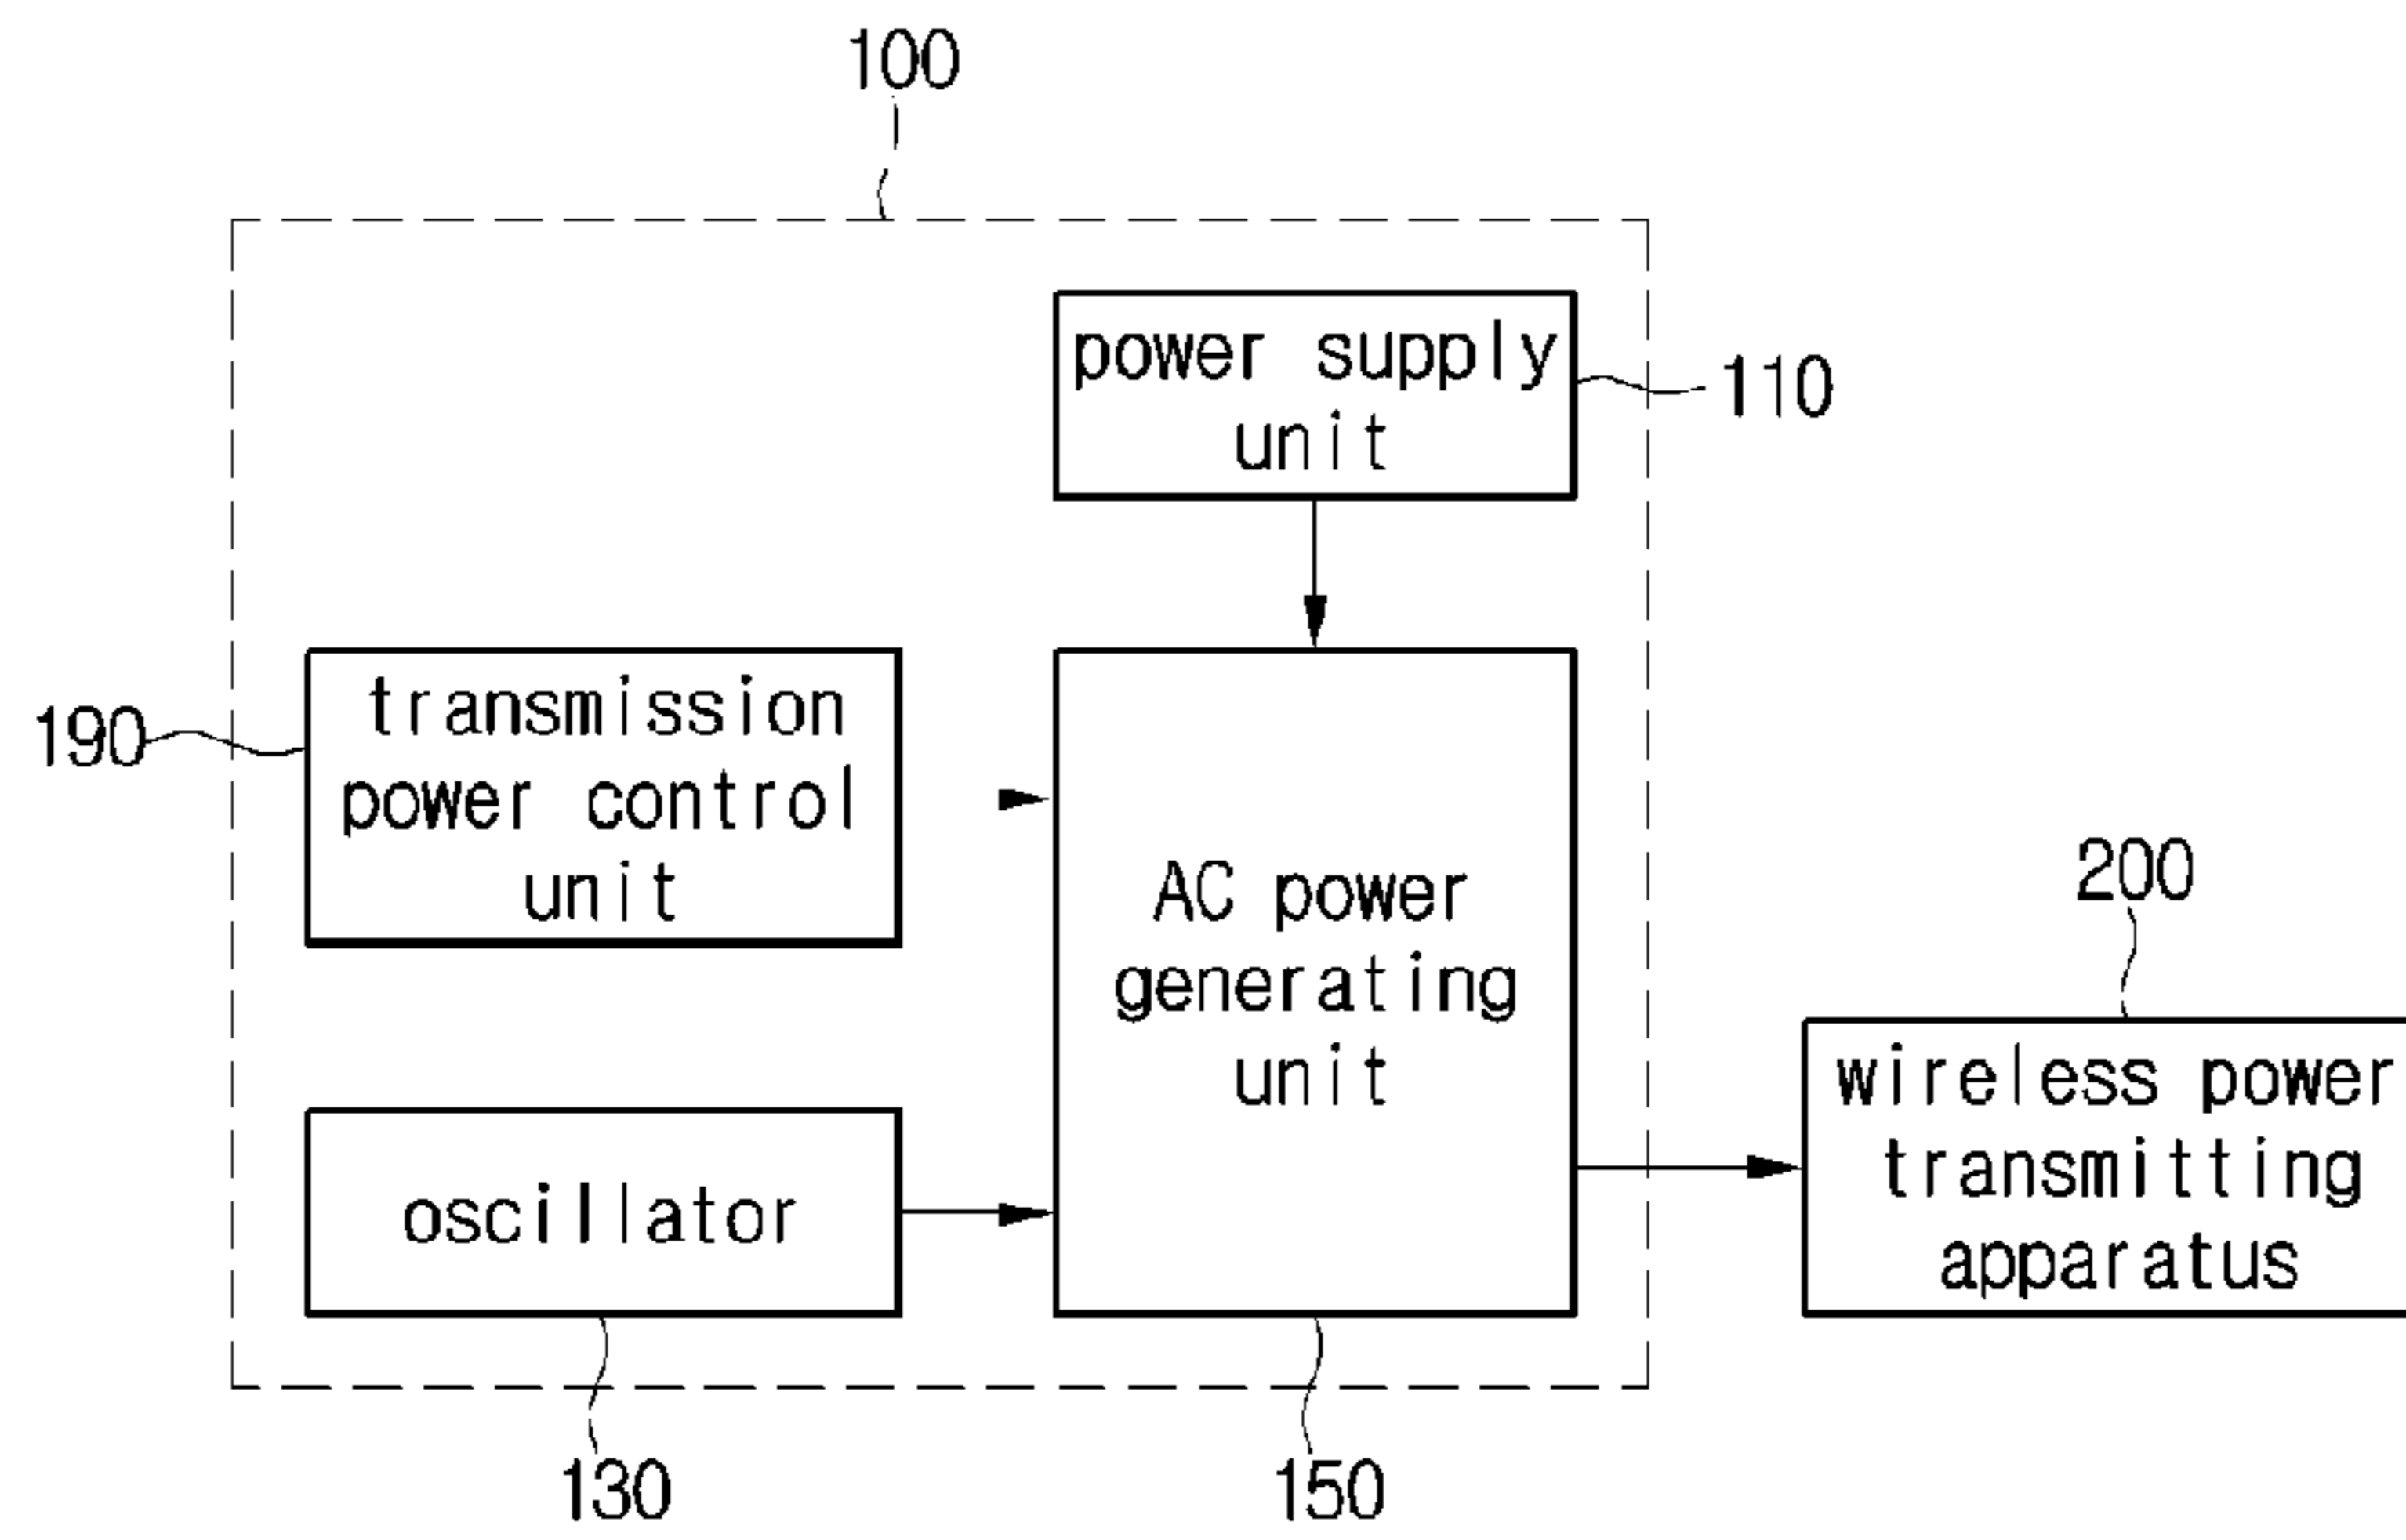 100
power supply
unit
110
transmission
power control
unit
190
AC power
generating
unit
200
wireless power
transmitting
apparatus
oscillator
130
150